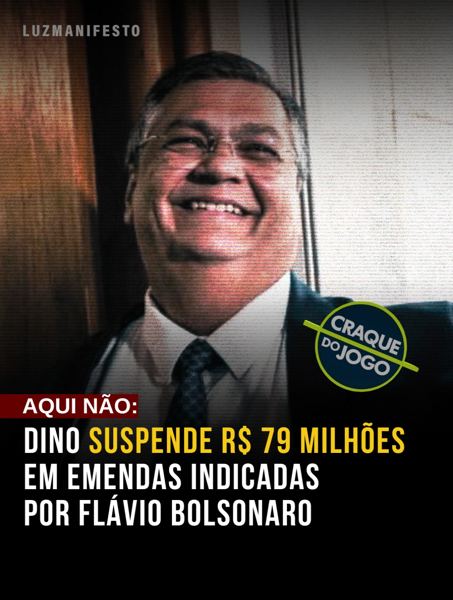 LUZMANIFESTO
CRAQUE
DO JOGO
AQUI NÃO:
DINO SUSPENDE R$ 79 MILHÕES
EM EMENDAS INDICADAS
POR FLÁVIO BOLSONARO